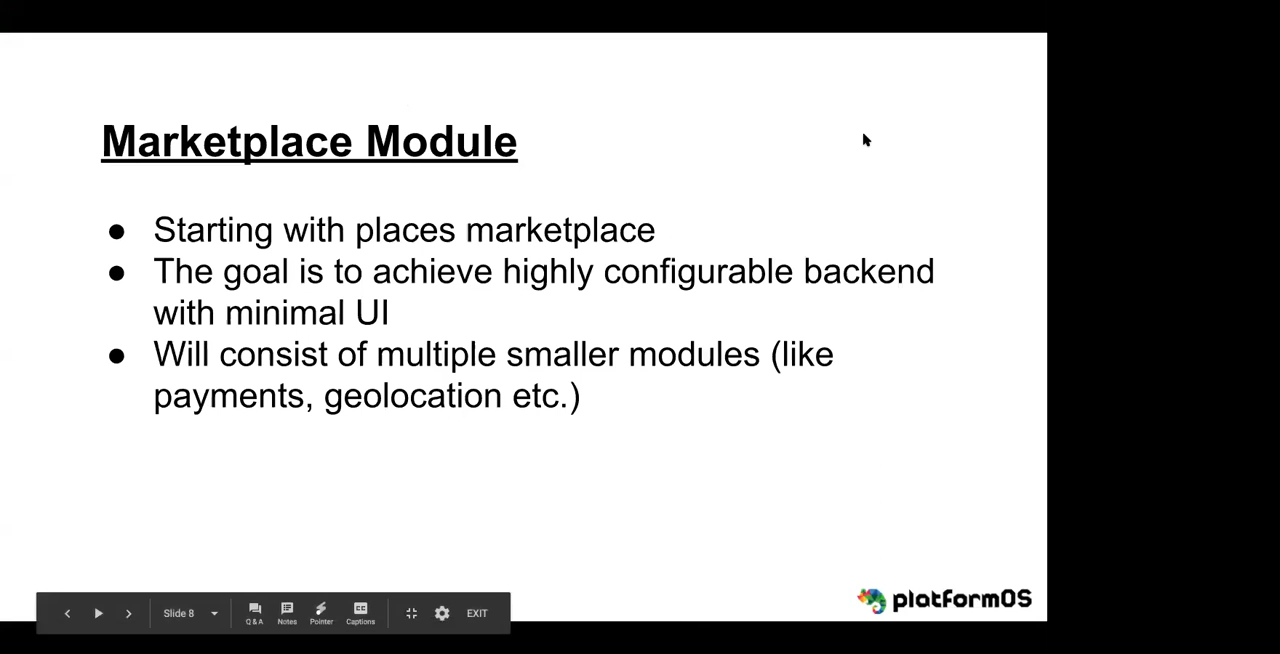 Marketplace Module
● Starting with places marketplace
● The goal is to achieve highly configurable backend
with minimal UI
● Will consist of multiple smaller modules (like
payments, geolocation etc.)
platformOS
Slide 8
Q & A
Notes
Pointer
CC
Captions
EXIT